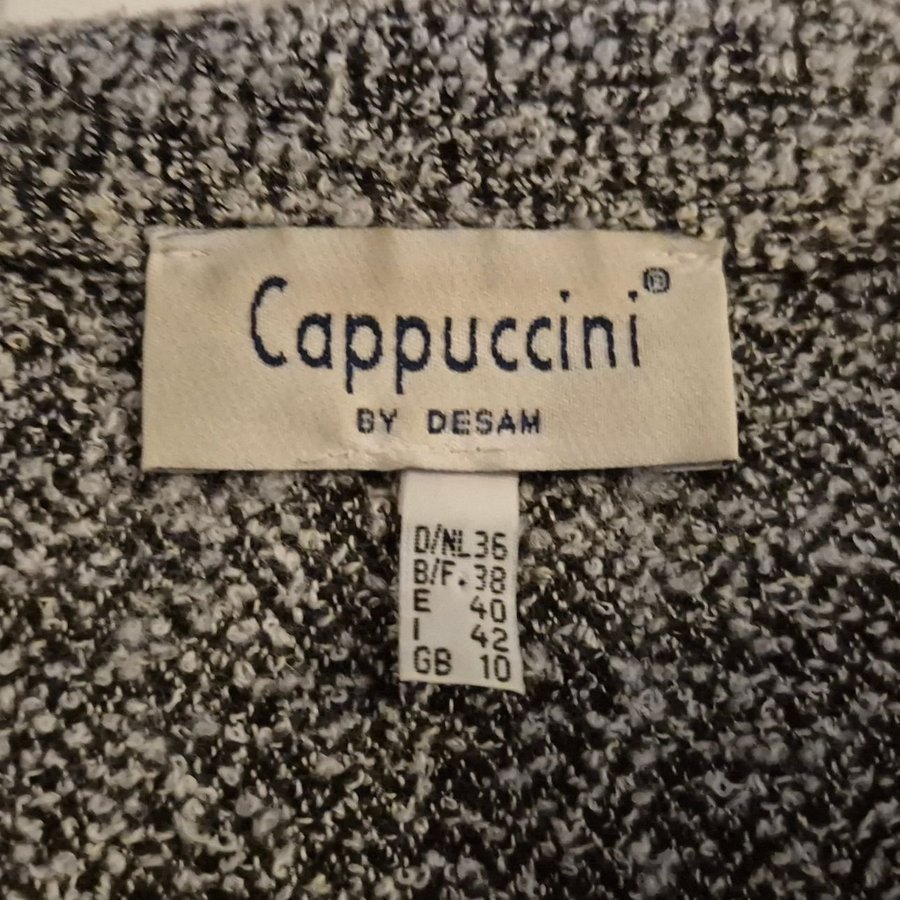 Cappuccini®
BY DESAM
D/NL 36
B/F. 38
E 40
I 42
GB 10